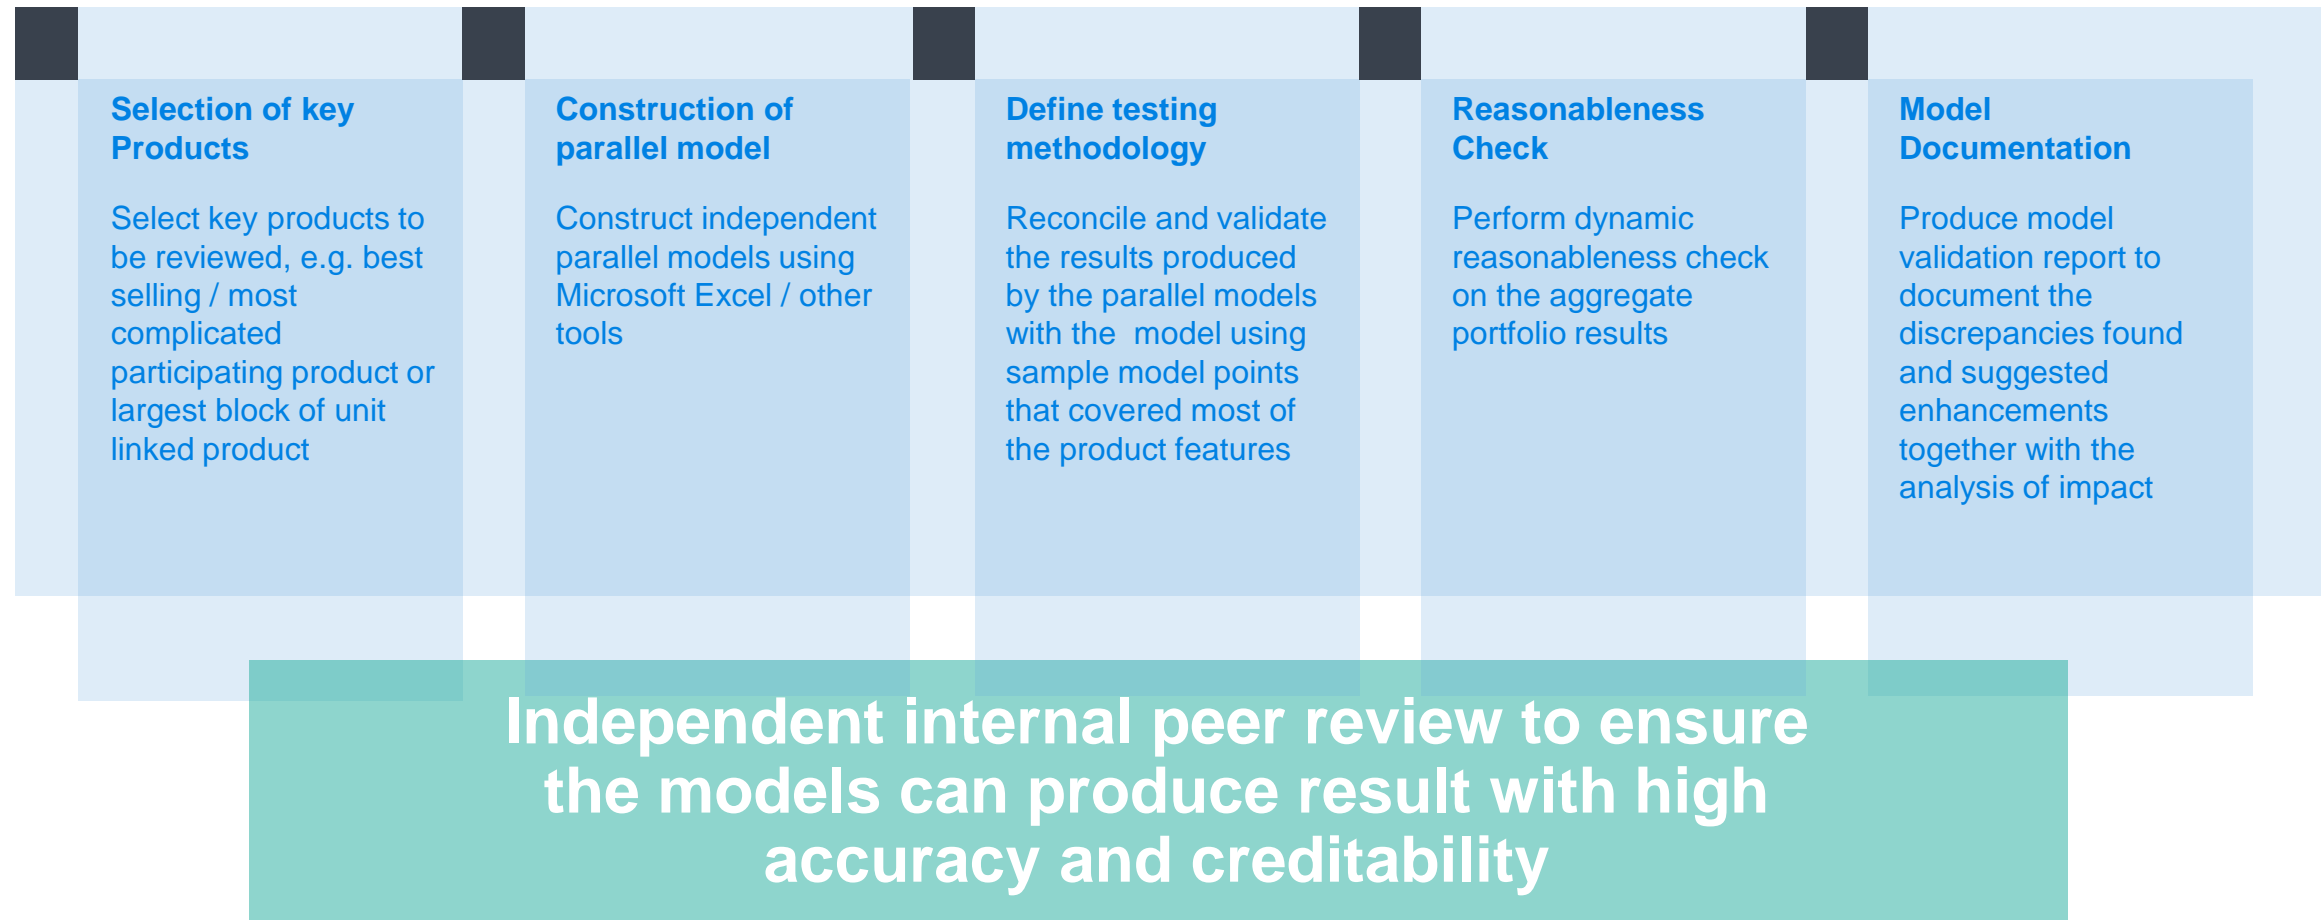 Selection of key
Products
Select key products to
be reviewed, e.g. best
selling / most
complicated
participating product or
largest block of unit
linked product
Construction of
parallel model
Construct independent
parallel models using
Microsoft Excel / other
tools
Define testing
methodology
Reconcile and validate
the results produced
by the parallel models
with the  model using
sample model points
that covered most of
the product features
Reasonableness
Check
Perform dynamic
reasonableness check
on the aggregate
portfolio results
Model
Documentation
Produce model
validation report to
document the
discrepancies found
and suggested
enhancements
together with the
analysis of impact
Independent internal peer review to ensure
the models can produce result with high
accuracy and creditability